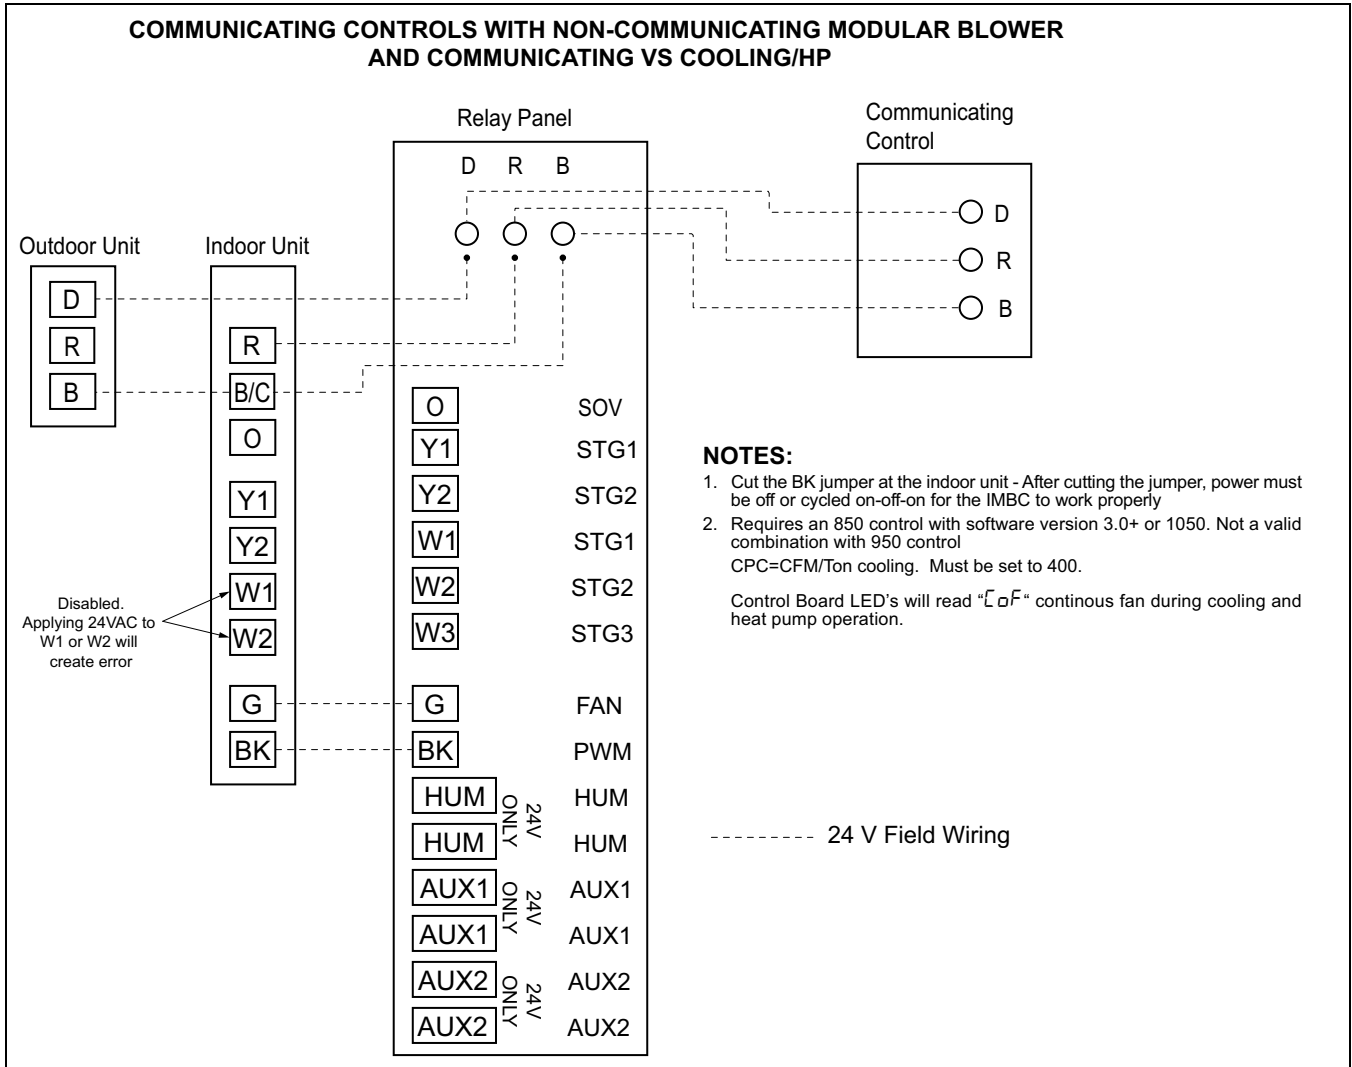 COMMUNICATING CONTROLS WITH NON-COMMUNICATING MODULAR BLOWER
AND COMMUNICATING VS COOLING/HP
Relay Panel
D R B
Communicating
Control
D
R
B
Outdoor Unit
D
R
B
Indoor Unit
R
B/C
O
Y1
Y2
W1
W2
G
BK
Disabled.
Applying 24VAC to
W1 or W2 will
create error
O SOV
Y1 STG1
Y2 STG2
W1 STG1
W2 STG2
W3 STG3
G FAN
BK PWM
HUM HUM
HUM HUM
24V
ONLY
AUX1 AUX1
AUX1 AUX1
24V
ONLY
AUX2 AUX2
AUX2 AUX2
24V
ONLY
NOTES:
1. Cut the BK jumper at the indoor unit - After cutting the jumper, power must
be off or cycled on-off-on for the IMBC to work properly
2. Requires an 850 control with software version 3.0+ or 1050. Not a valid
combination with 950 control
CPC=CFM/Ton cooling. Must be set to 400.
Control Board LED's will read “CoF“ continous fan during cooling and
heat pump operation.
24 V Field Wiring